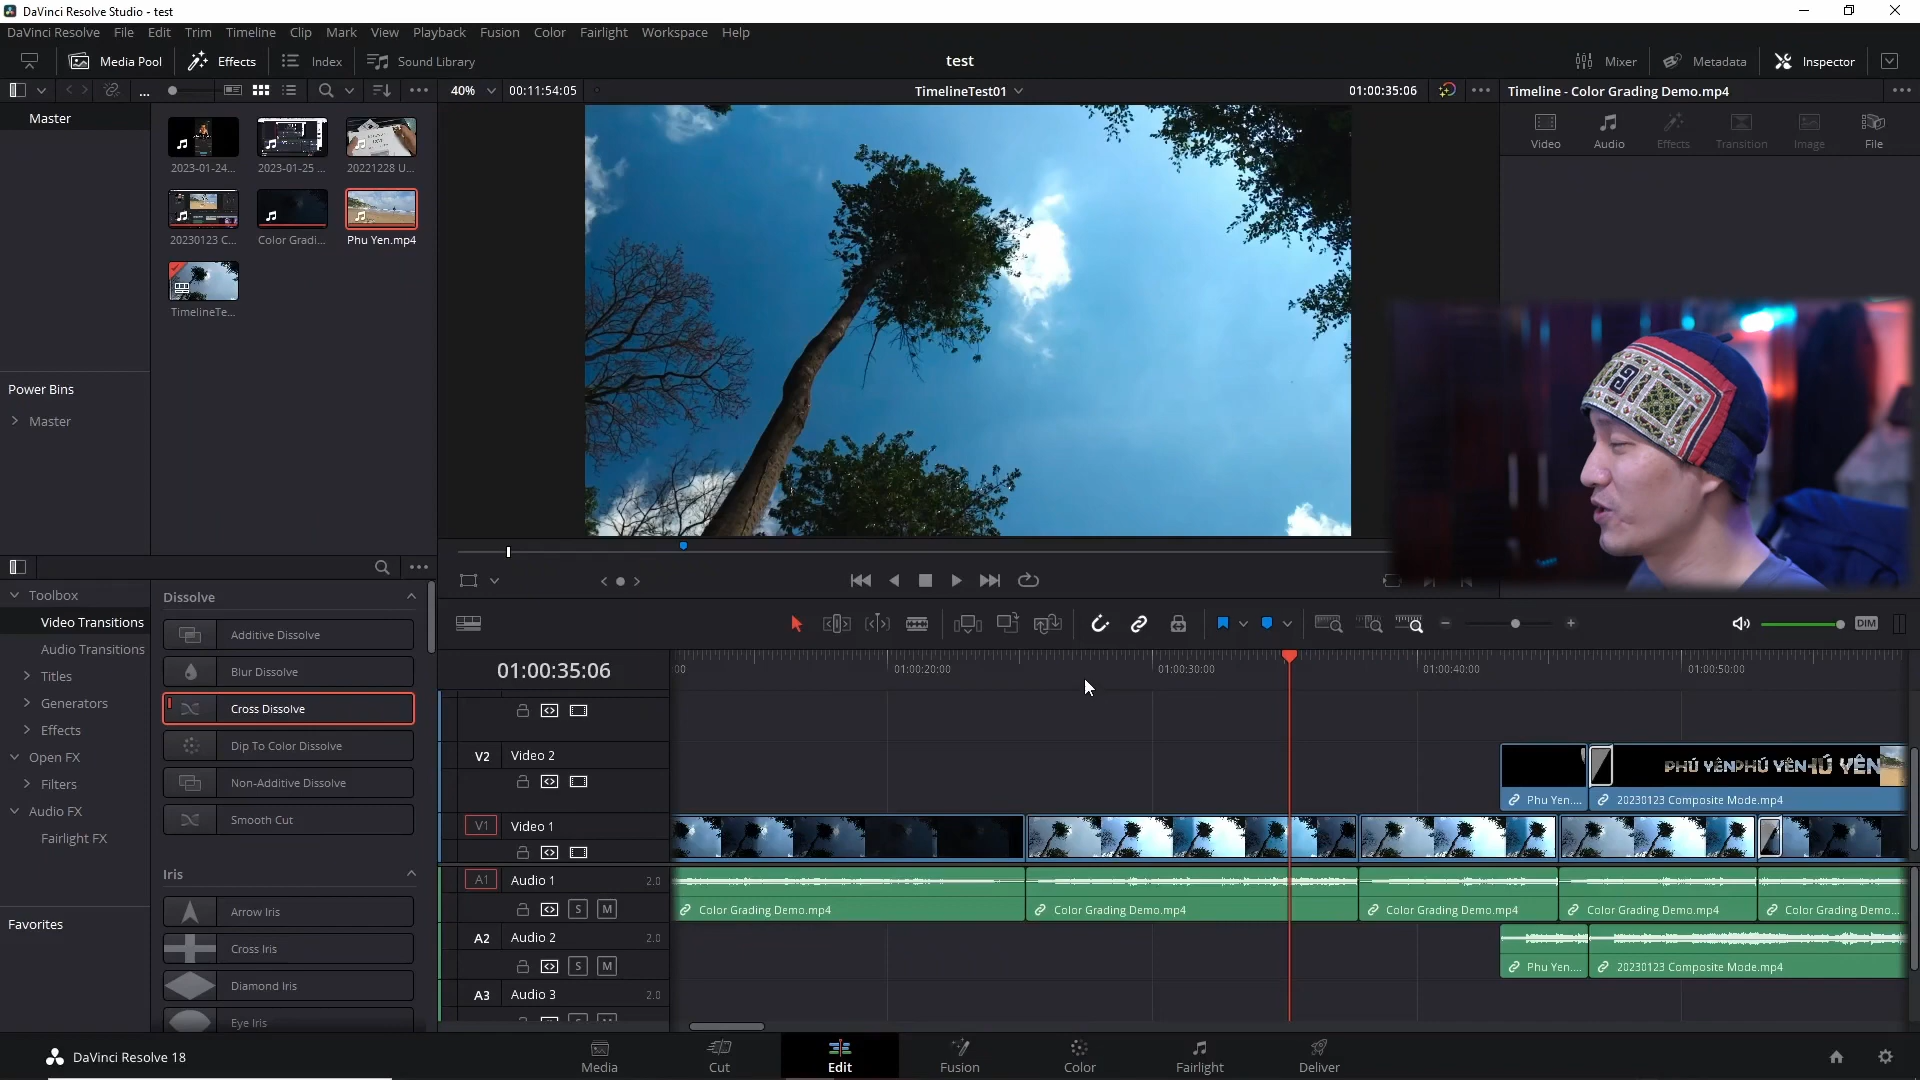 DaVinci Resolve Studio - test
DaVinci Resolve File Edit Trim Timeline Clip Mark View Playback Fusion Color Fairlight Workspace Help
Media Pool Effects Index Sound Library test Mixer Metadata Inspector
40% 00:11:54:05 TimelineTest01 01:00:35:06 Timeline - Color Grading Demo.mp4
Master
Video Audio Effects Transition Image File
2023-01-24... 2023-01-25 ... 20221228 U...
20230123 C... Color Gradi... Phu Yen.mp4
TimelineTe...
Power Bins
Master
Toolbox
Video Transitions
Audio Transitions
Titles
Generators
Effects
Open FX
Filters
Audio FX
Fairlight FX
Favorites
Dissolve
Additive Dissolve
Blur Dissolve
Cross Dissolve
Dip To Color Dissolve
Non-Additive Dissolve
Smooth Cut
Iris
Arrow Iris
Cross Iris
Diamond Iris
Eye Iris
DIM
01:00:35:06 01:00:20:00 01:00:30:00 01:00:40:00 01:00:50:00
V2 Video 2
PHÚ YÊN PHÚ YÊN HÚ YÊN
Phu Yen.... 20230123 Composite Mode.mp4
V1 Video 1
A1 Audio 1 2.0
S M Color Grading Demo.mp4 Color Grading Demo.mp4 Color Grading Demo.mp4 Color Grading Demo.mp4 Color Grading Demo...
A2 Audio 2 2.0
S M Phu Yen.... 20230123 Composite Mode.mp4
A3 Audio 3 2.0
DaVinci Resolve 18 Media Cut Edit Fusion Color Fairlight Deliver